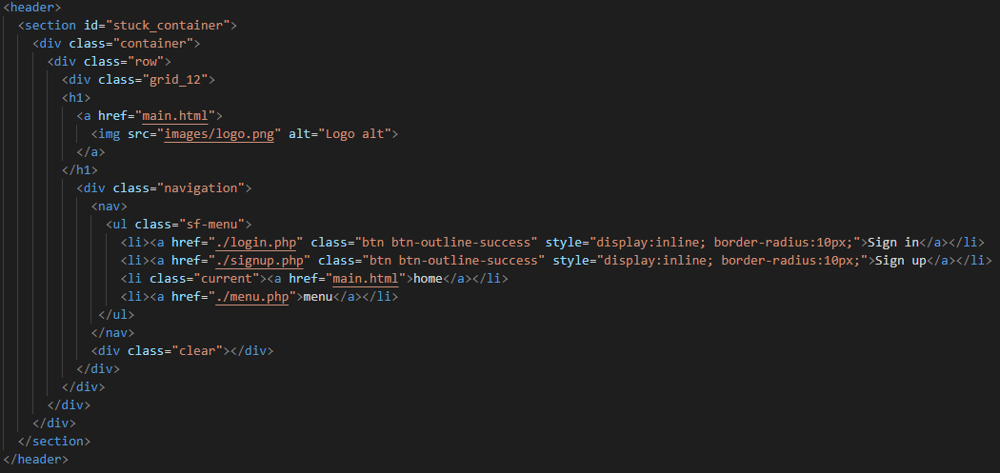 <header>
<section id="stuck_container">
<div class="container">
<div class="row">
<div class="grid_12">
<h1>
<a href="main.html">
<img src="images/logo.png" alt="Logo alt">
</a>
</h1>
<div class="navigation">
<nav>
<ul class="sf-menu">
<li><a href="./login.php" class="btn btn-outline-success" style="display:inline; border-radius:10px;">Sign in</a></li>
<li><a href="./signup.php" class="btn btn-outline-success" style="display:inline; border-radius:10px;">Sign up</a></li>
<li class="current"><a href="main.html">home</a></li>
<li><a href="./menu.php">menu</a></li>
</ul>
</nav>
<div class="clear"></div>
</div>
</div>
</div>
</div>
</section>
</header>